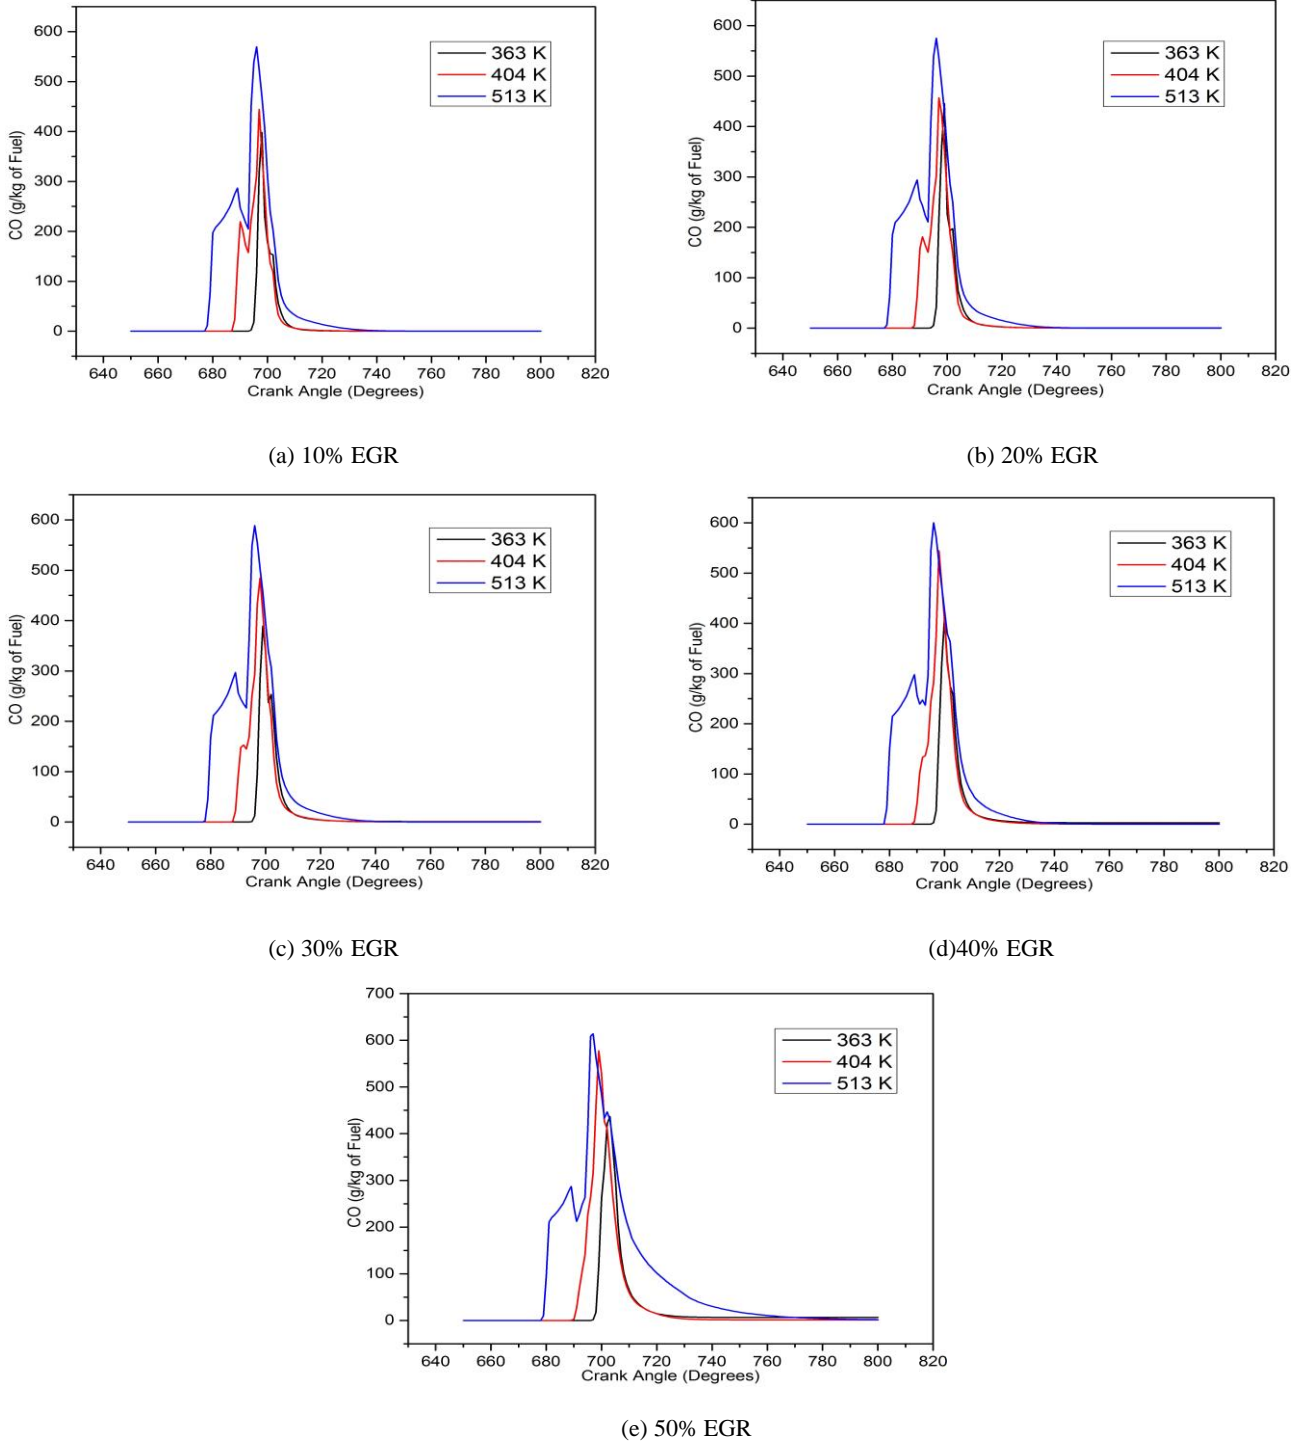 600
500
400
300
200
100
0
CO (g/kg of Fuel)
363 K
404 K
513 K
640 660 680 700 720 740 760 780 800 820
Crank Angle (Degrees)
(a) 10% EGR
600
500
400
300
200
100
0
CO (g/kg of Fuel)
363 K
404 K
513 K
640 660 680 700 720 740 760 780 800 820
Crank Angle (Degrees)
(b) 20% EGR
600
500
400
300
200
100
0
CO (g/kg of Fuel)
363 K
404 K
513 K
640 660 680 700 720 740 760 780 800 820
Crank Angle (Degrees)
(c) 30% EGR
600
500
400
300
200
100
0
CO (g/kg of Fuel)
363 K
404 K
513 K
640 660 680 700 720 740 760 780 800 820
Crank Angle (Degrees)
(d)40% EGR
700
600
500
400
300
200
100
0
CO (g/kg of Fuel)
363 K
404 K
513 K
640 660 680 700 720 740 760 780 800 820
Crank Angle (Degrees)
(e) 50% EGR